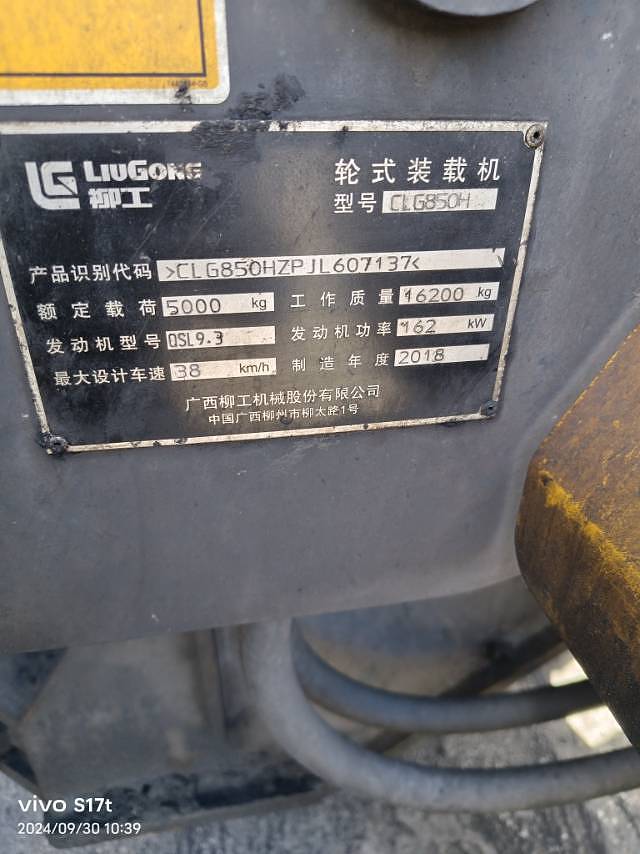 LIUGONG
柳工
轮式装载机
型号 CLG850H
产品识别代码 >CLG850HZPJL607137<
额定载荷 5000 kg 工作质量 16200 kg
发动机型号 QSL9.3 发动机功率 162 kW
最大设计车速 38 km/h 制造年度 2018
广西柳工机械股份有限公司
中国广西柳州市柳太路1号
vivo S17t
2024/09/30 10:39